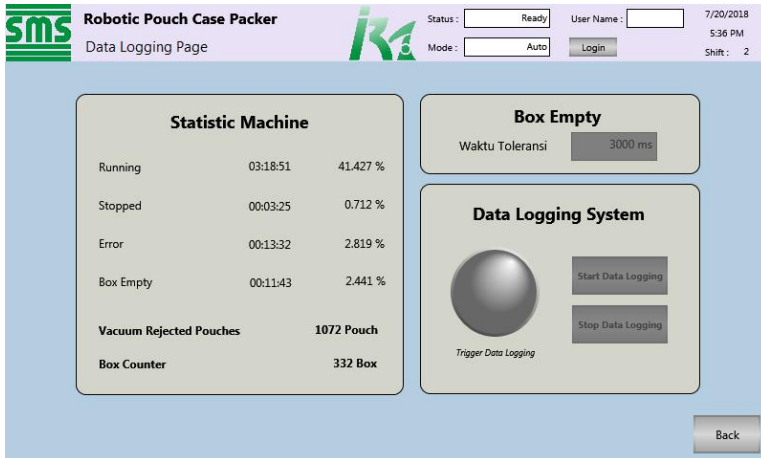 sms
Robotic Pouch Case Packer
Data Logging Page
Status : Ready
Mode : Auto
User Name :
Login
7/20/2018
5:36 PM
Shift : 2
Statistic Machine
Running 03:18:51 41.427 %
Stopped 00:03:25 0.712 %
Error 00:13:32 2.819 %
Box Empty 00:11:43 2.441 %
Vacuum Rejected Pouches 1072 Pouch
Box Counter 332 Box
Box Empty
Waktu Toleransi 3000 ms
Data Logging System
Start Data Logging
Stop Data Logging
Trigger Data Logging
Back